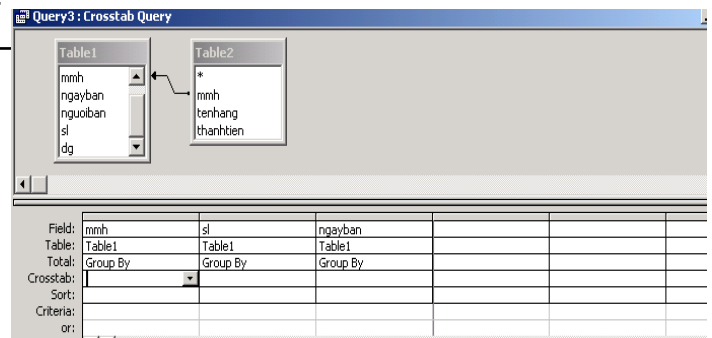 Query3 : Crosstab Query
Table1
mmh
ngayban
nguoiban
sl
dg
Table2
*
mmh
tenhang
thanhtien
Field: mmh sl ngayban
Table: Table1 Table1 Table1
Total: Group By Group By Group By
Crosstab:
Sort:
Criteria:
or: